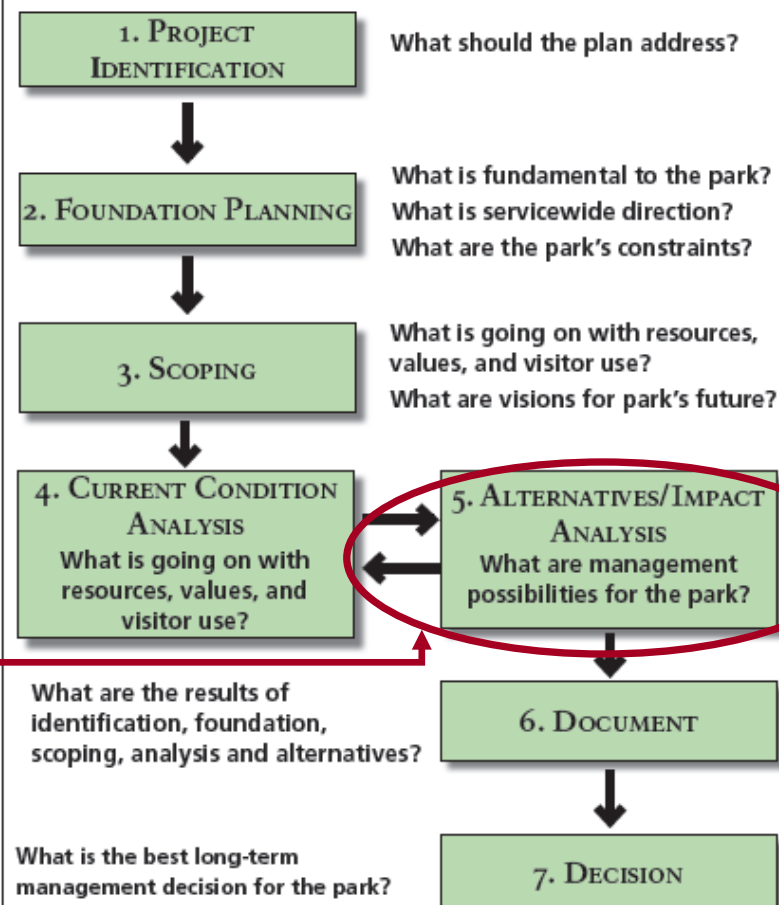 1. PROJECT
IDENTIFICATION
What should the plan address?
2. FOUNDATION PLANNING
What is fundamental to the park?
What is servicewide direction?
What are the park's constraints?
3. SCOPING
What is going on with resources,
values, and visitor use?
What are visions for park's future?
4. CURRENT CONDITION
ANALYSIS
What is going on with
resources, values, and
visitor use?
5. ALTERNATIVES/IMPACT
ANALYSIS
What are management
possibilities for the park?
What are the results of
identification, foundation,
scoping, analysis and alternatives?
6. DOCUMENT
What is the best long-term
management decision for the park?
7. DECISION